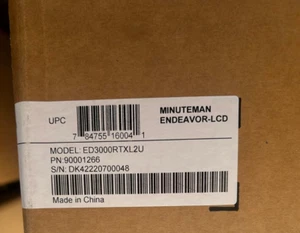 UPC
7 84755 16004 1
MINUTEMAN
ENDEAVOR-LCD
MODEL: ED3000RTXL2U
PN:90001266
S/N: DK42220700048
Made in China